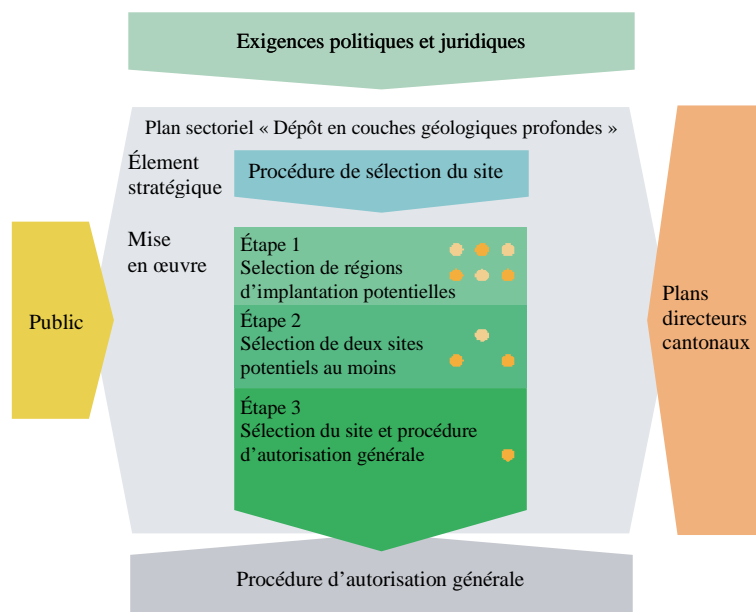 Exigences politiques et juridiques
Plan sectoriel « Dépôt en couches géologiques profondes »
Élement
stratégique
Procédure de sélection du site
Mise
en œuvre
Étape 1
Selection de régions
d’implantation potentielles
Étape 2
Sélection de deux sites
potentiels au moins
Étape 3
Sélection du site et procédure
d’autorisation générale
Public
Plans
directeurs
cantonaux
Procédure d’autorisation générale